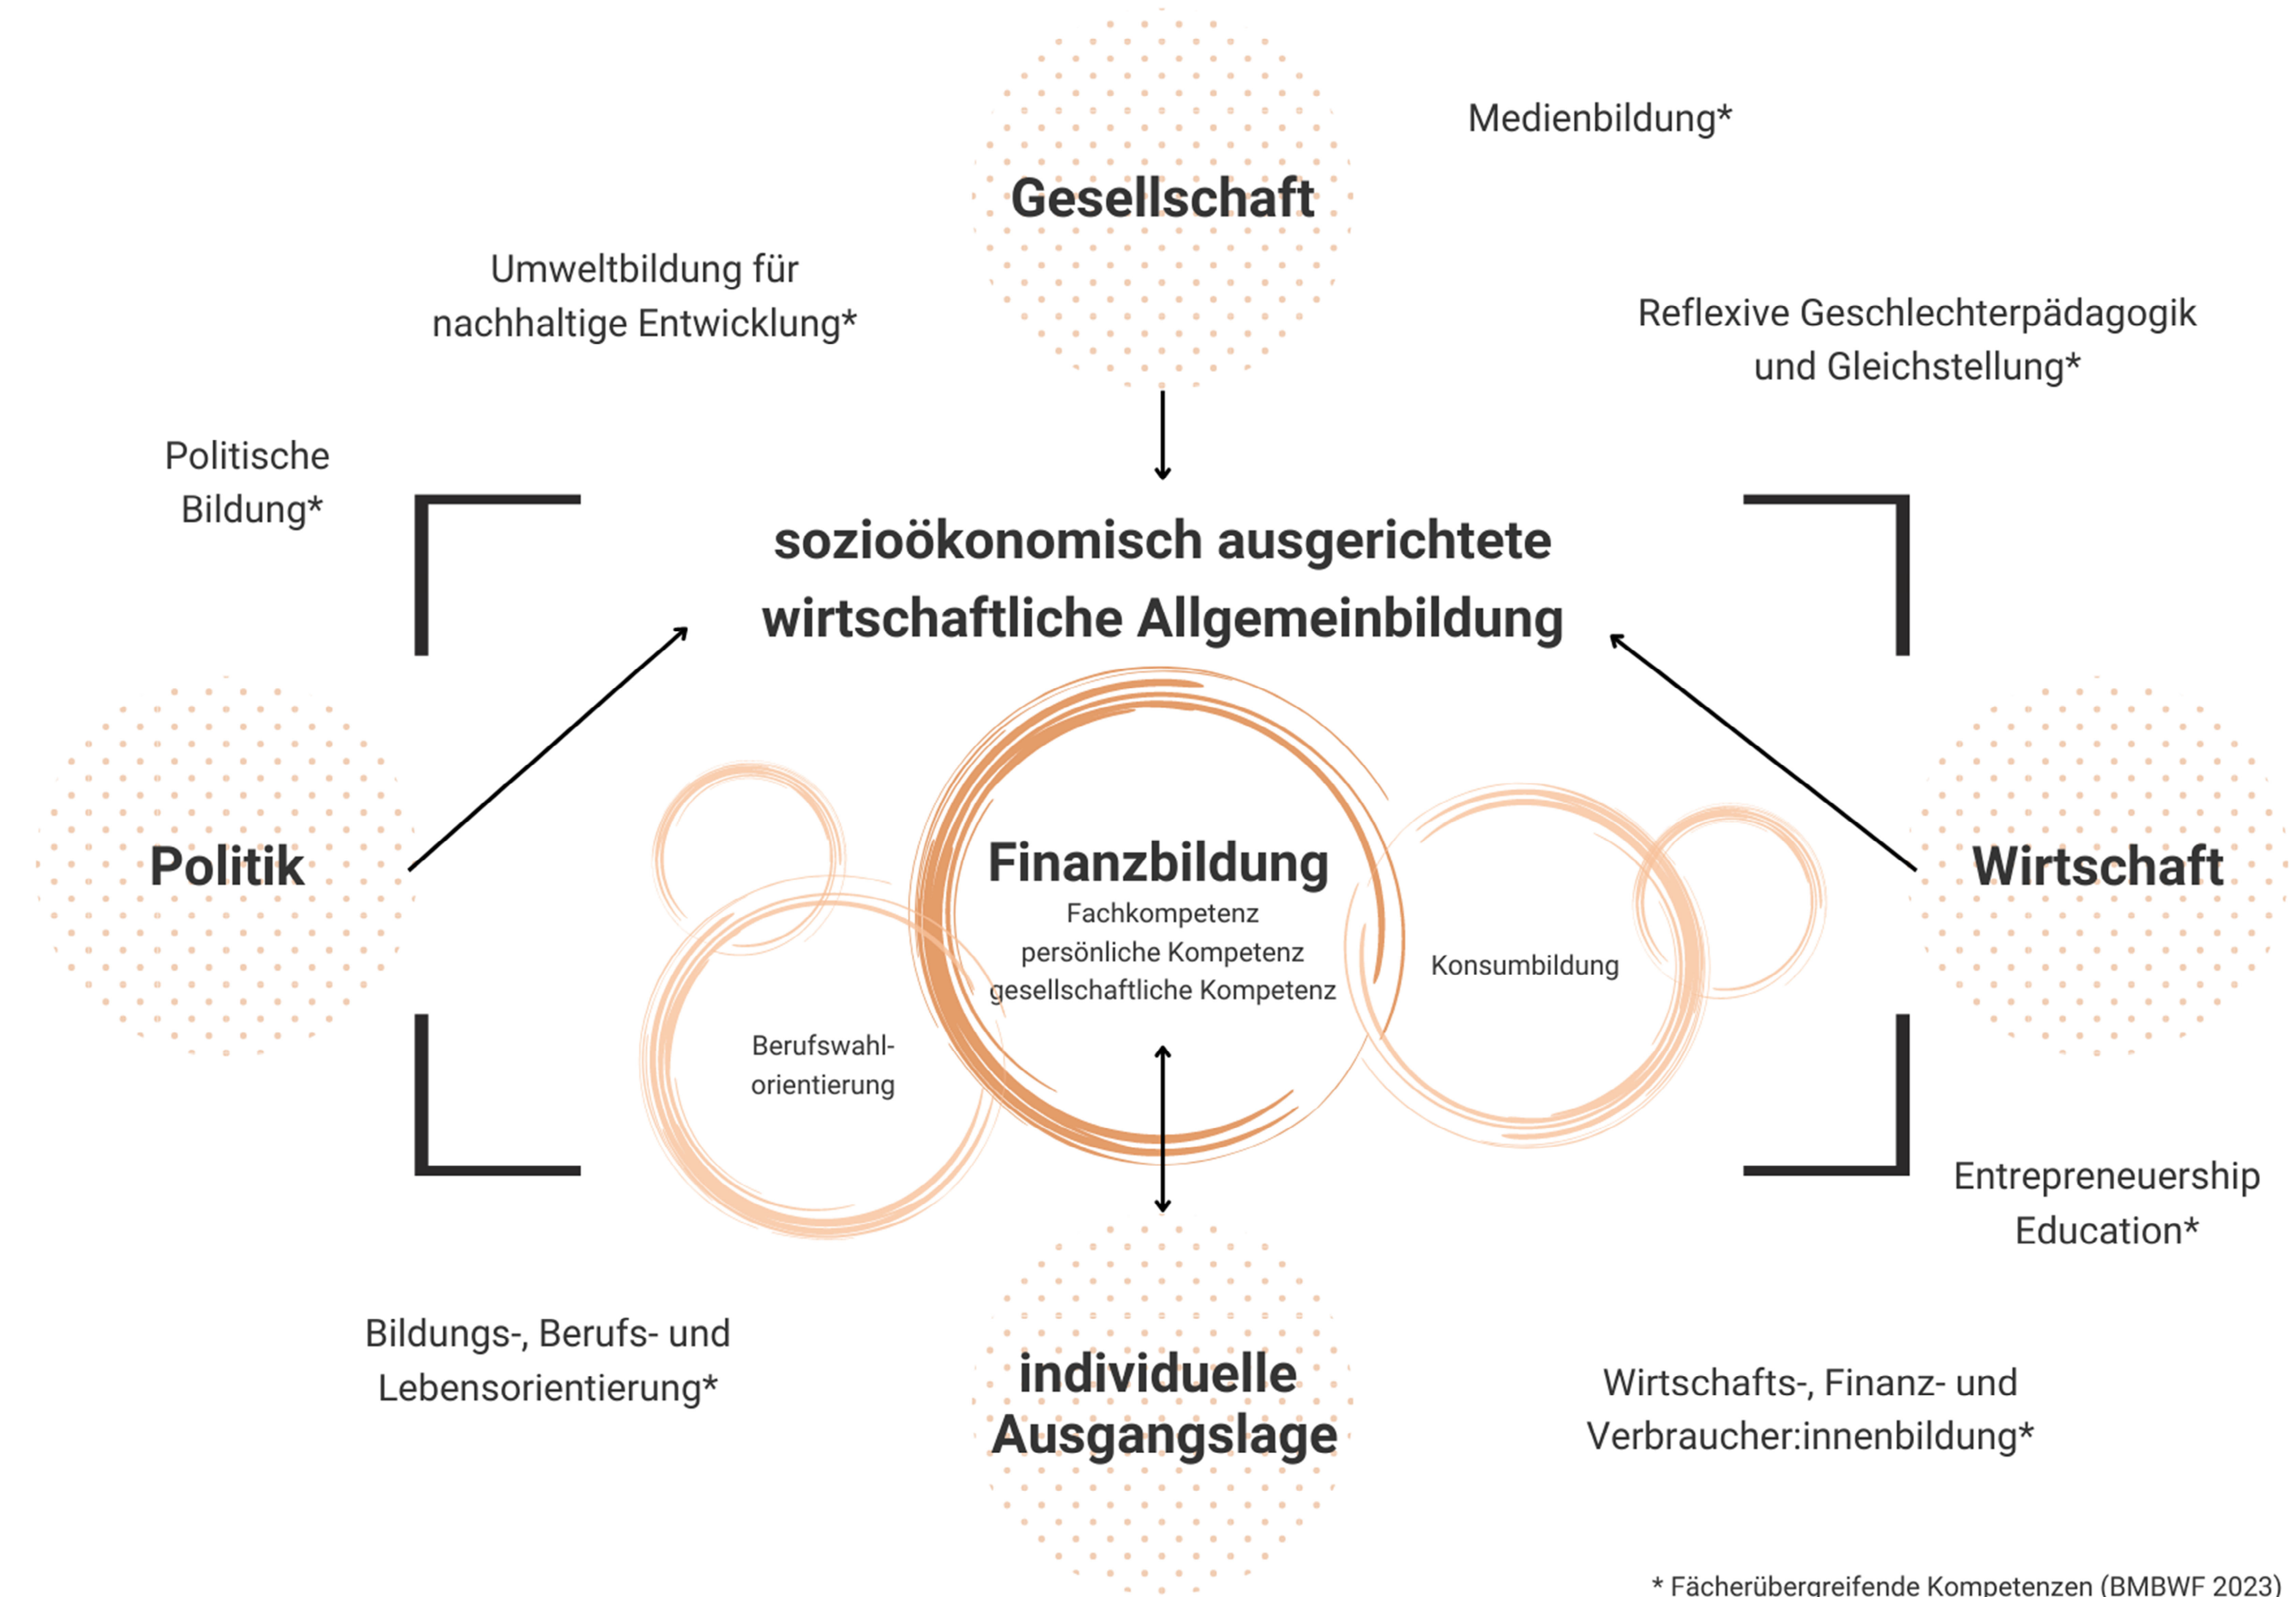 Medienbildung*
Gesellschaft
Umweltbildung für
nachhaltige Entwicklung*
Reflexive Geschlechterpädagogik
und Gleichstellung*
Politische
Bildung*
sozioökonomisch ausgerichtete
wirtschaftliche Allgemeinbildung
Politik
Finanzbildung
Fachkompetenz
persönliche Kompetenz
gesellschaftliche Kompetenz
Konsumbildung
Wirtschaft
Berufswahl-
orientierung
Entrepreneuership
Education*
Bildungs-, Berufs- und
Lebensorientierung*
individuelle
Ausgangslage
Wirtschafts-, Finanz- und
Verbraucher:innenbildung*
* Fächerübergreifende Kompetenzen (BMBWF 2023)